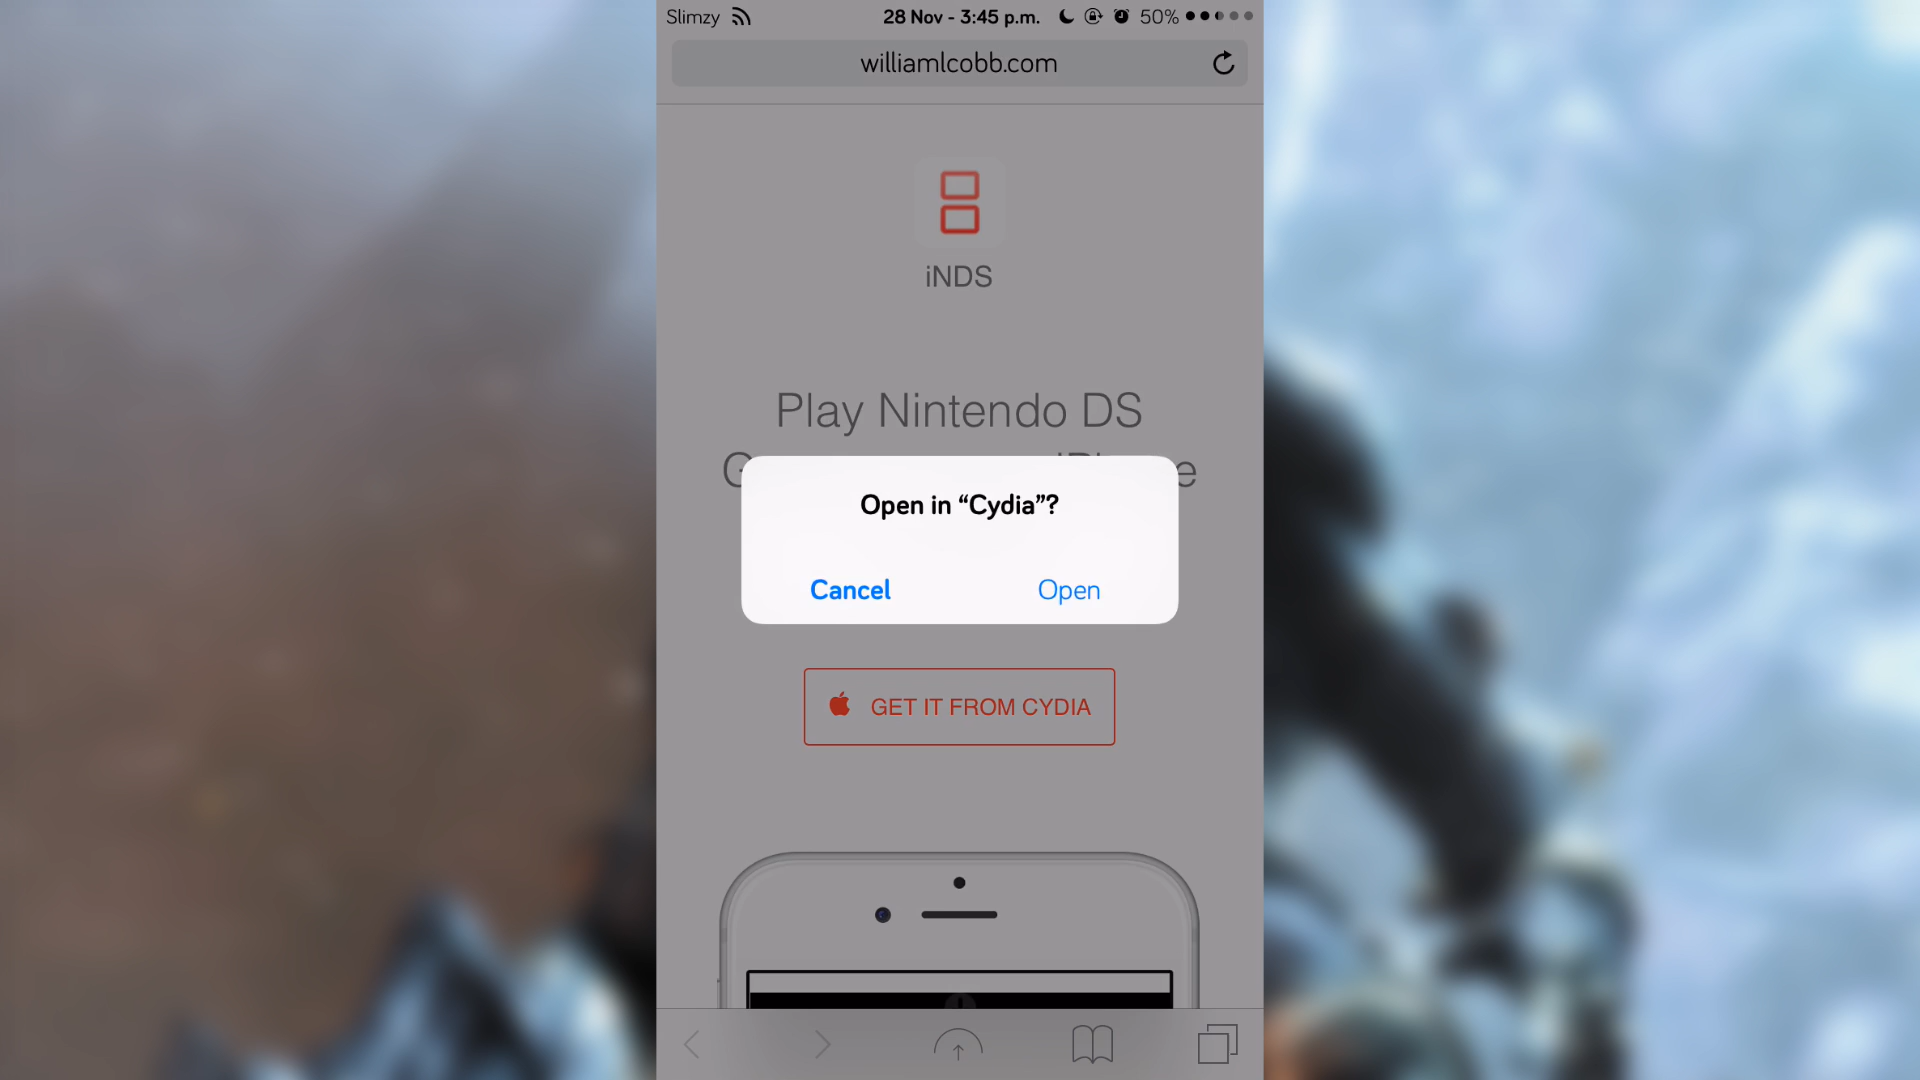 Slimzy 28 Nov - 3:45 p.m. 50%
williamlcobb.com
iNDS
Play Nintendo DS
Open in “Cydia”?
Cancel Open
GET IT FROM CYDIA